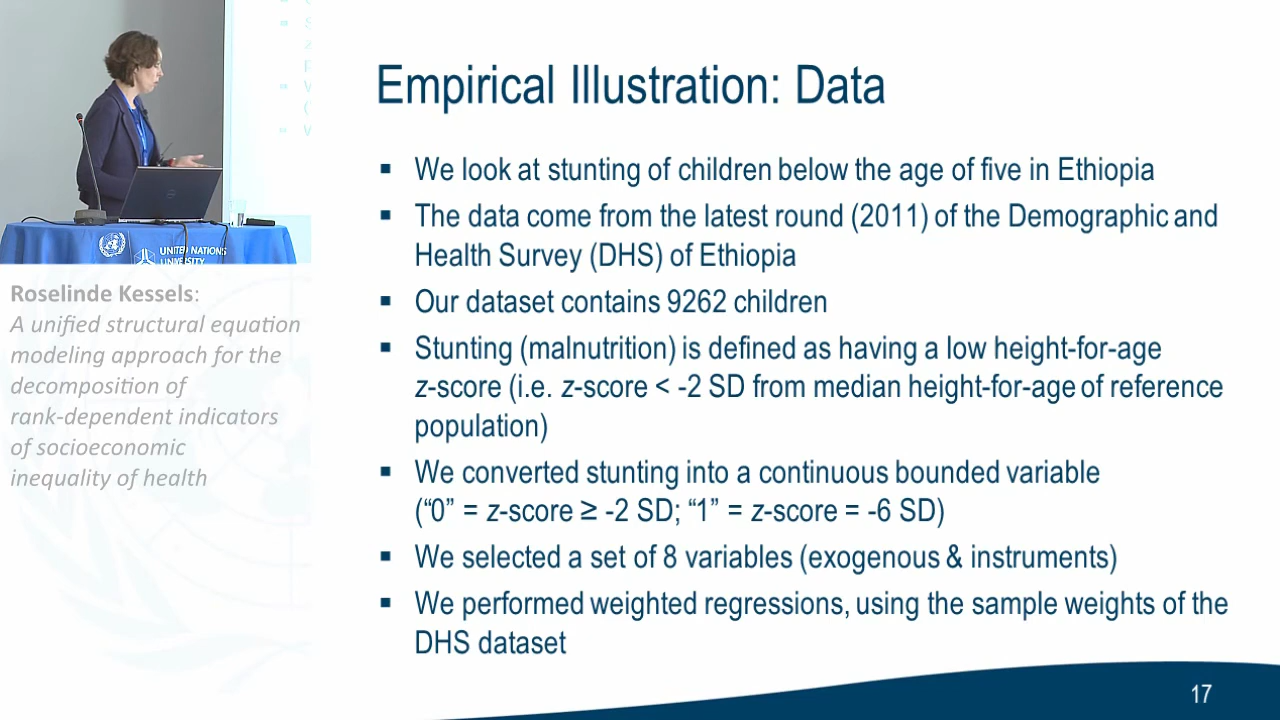 UNITED NATIONS
UNIVERSITY
Roselinde Kessels:
A unified structural equation
modeling approach for the
decomposition of
rank-dependent indicators
of socioeconomic
inequality of health
Empirical Illustration: Data
▪ We look at stunting of children below the age of five in Ethiopia
▪ The data come from the latest round (2011) of the Demographic and
Health Survey (DHS) of Ethiopia
▪ Our dataset contains 9262 children
▪ Stunting (malnutrition) is defined as having a low height-for-age
z-score (i.e. z-score < -2 SD from median height-for-age of reference
population)
▪ We converted stunting into a continuous bounded variable
(“0” = z-score ≥ -2 SD; “1” = z-score = -6 SD)
▪ We selected a set of 8 variables (exogenous & instruments)
▪ We performed weighted regressions, using the sample weights of the
DHS dataset
17